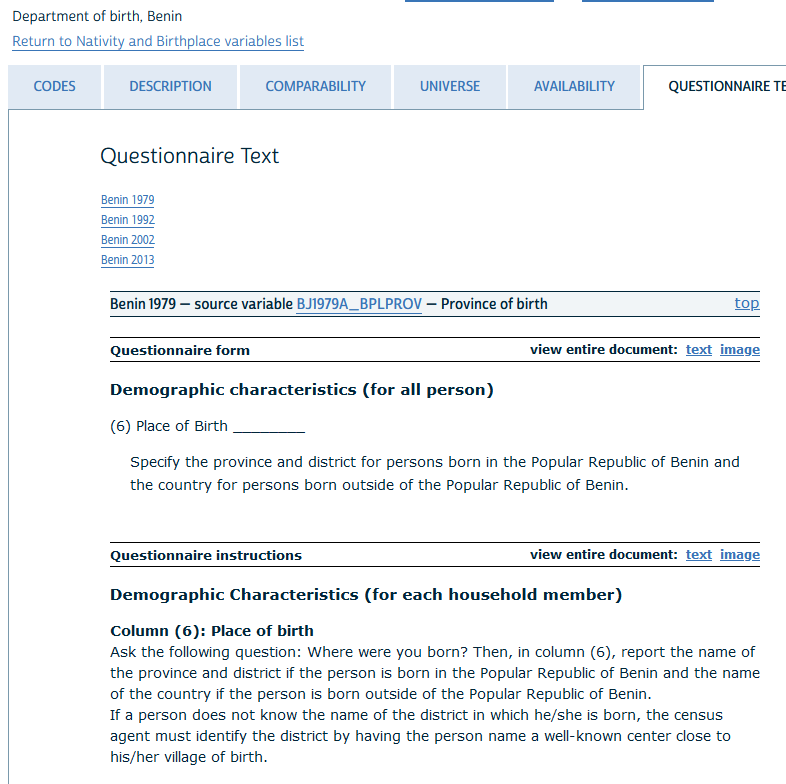 Department of birth, Benin
Return to Nativity and Birthplace variables list
CODES DESCRIPTION COMPARABILITY UNIVERSE AVAILABILITY QUESTIONNAIRE TE
Questionnaire Text
Benin 1979
Benin 1992
Benin 2002
Benin 2013
Benin 1979 — source variable BJ1979A_BPLPROV — Province of birth top
Questionnaire form view entire document: text image
Demographic characteristics (for all person)
(6) Place of Birth ________
Specify the province and district for persons born in the Popular Republic of Benin and
the country for persons born outside of the Popular Republic of Benin.
Questionnaire instructions view entire document: text image
Demographic Characteristics (for each household member)
Column (6): Place of birth
Ask the following question: Where were you born? Then, in column (6), report the name of
the province and district if the person is born in the Popular Republic of Benin and the name
of the country if the person is born outside of the Popular Republic of Benin.
If a person does not know the name of the district in which he/she is born, the census
agent must identify the district by having the person name a well-known center close to
his/her village of birth.